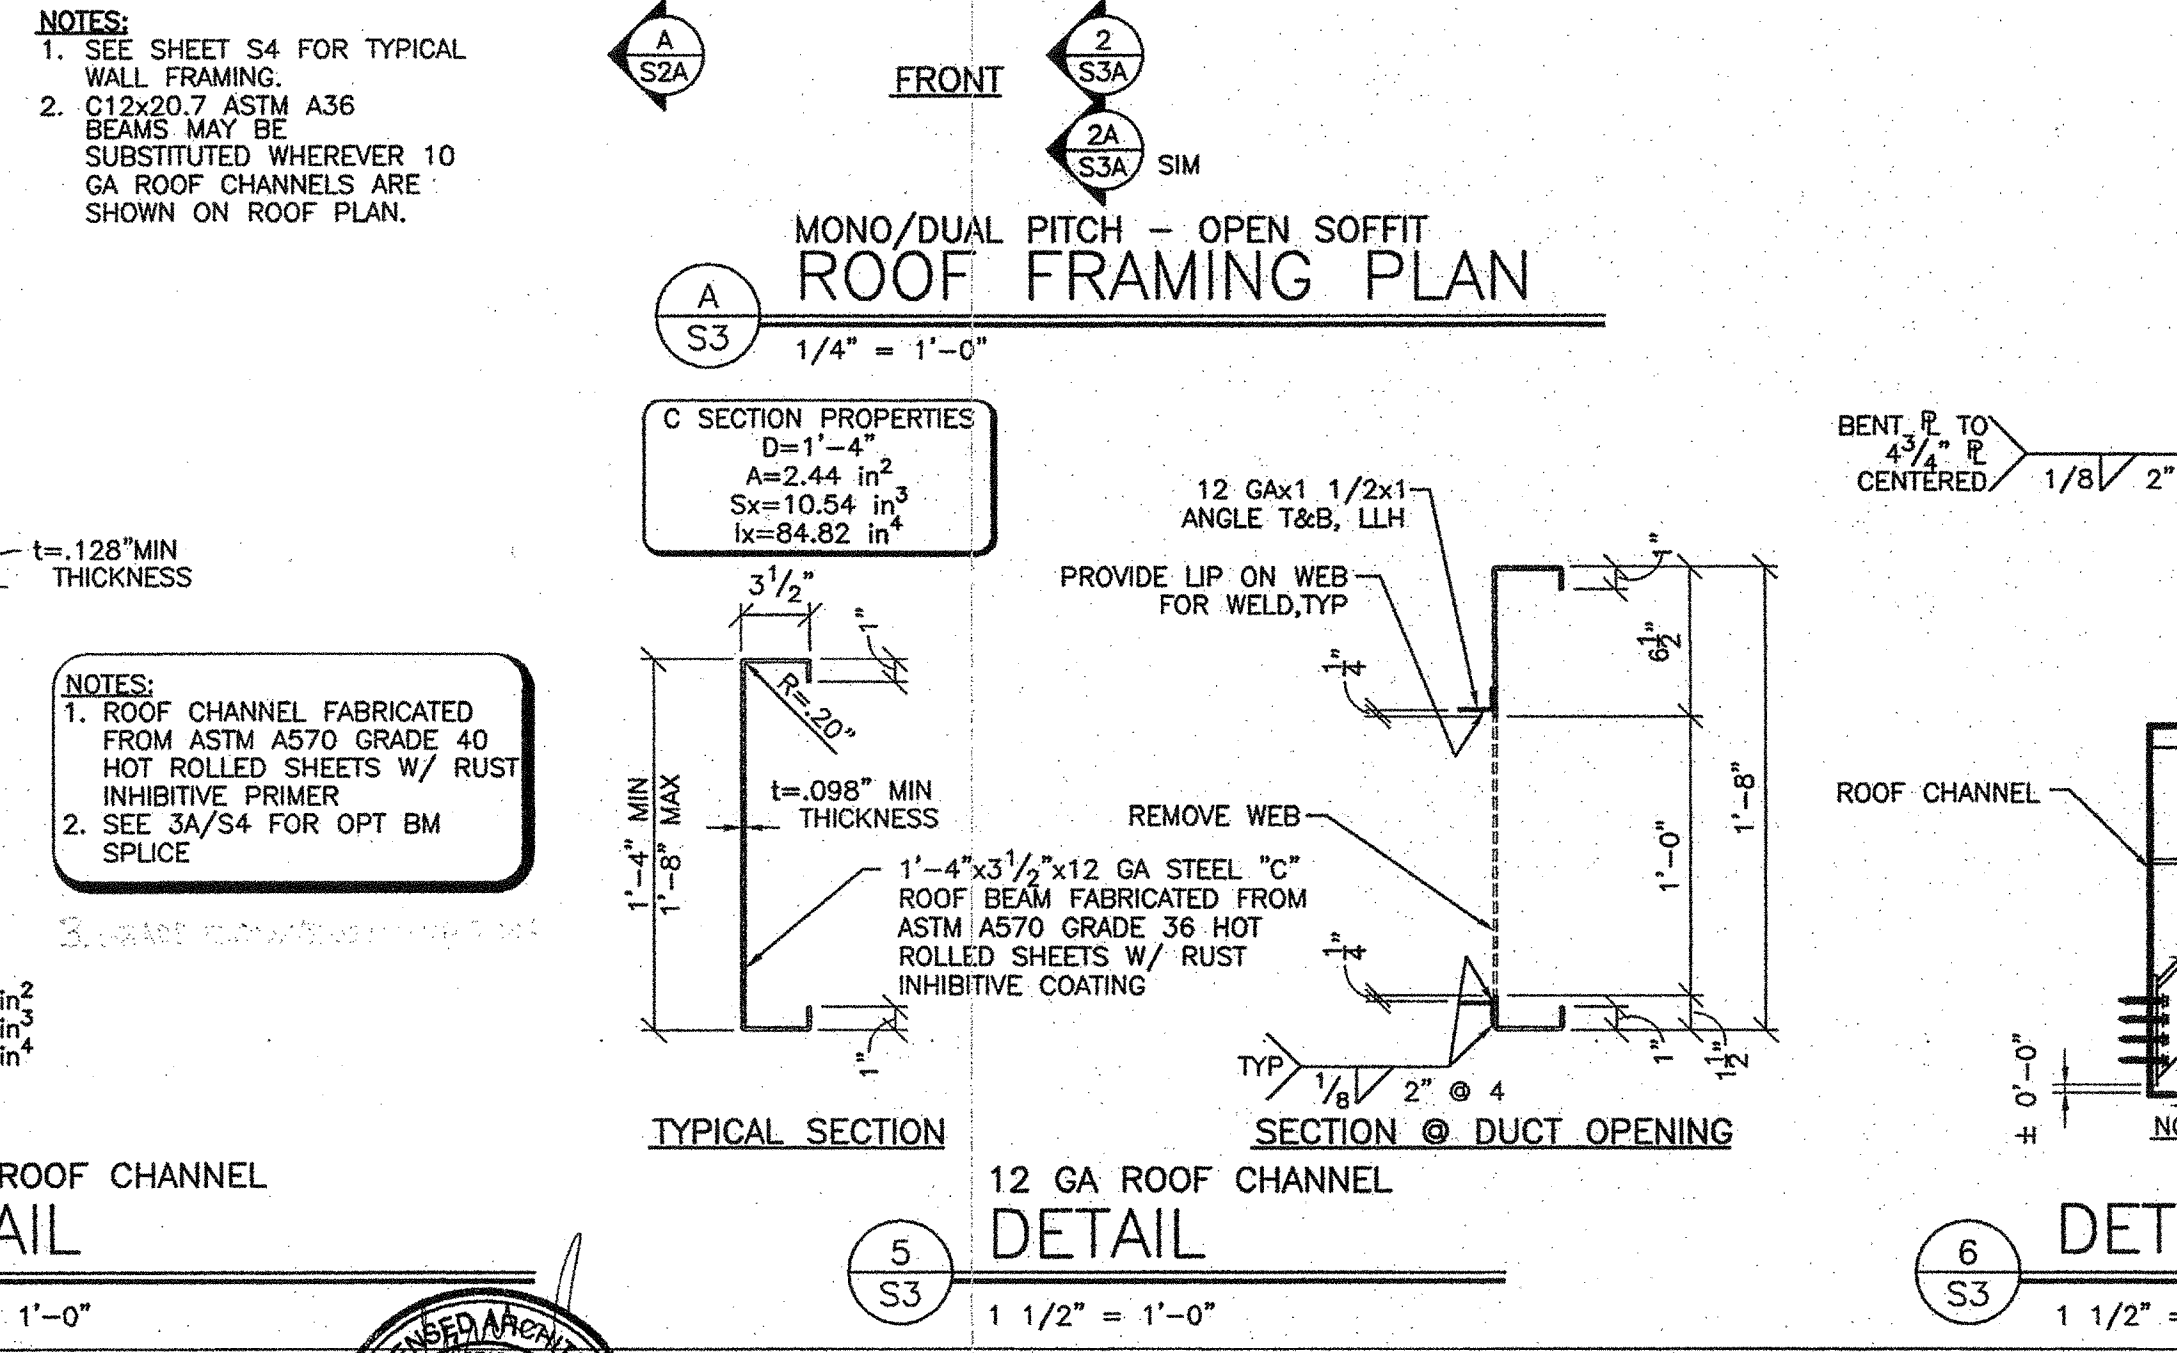 NOTES:
1. SEE SHEET S4 FOR TYPICAL
WALL FRAMING.
2. C12x20.7 ASTM A36
BEAMS MAY BE
SUBSTITUTED WHEREVER 10
GA ROOF CHANNELS ARE
SHOWN ON ROOF PLAN.
A
S2A
FRONT
2
S3A
2A
S3A SIM
MONO/DUAL PITCH – OPEN SOFFIT
A
S3
ROOF FRAMING PLAN
1/4" = 1'-0"
C SECTION PROPERTIES
D=1'-4"
A=2.44 in²
Sx=10.54 in³
Ix=84.82 in⁴
t=.128"MIN
THICKNESS
NOTES:
1. ROOF CHANNEL FABRICATED
FROM ASTM A570 GRADE 40
HOT ROLLED SHEETS W/ RUST
INHIBITIVE PRIMER
2. SEE 3A/S4 FOR OPT BM
SPLICE
3.
in²
in³
in⁴
3 1/2"
1"
R=.20"
1'-4" MIN
1'-8" MAX
t=.098" MIN
THICKNESS
1'-4"x3 1/2"x12 GA STEEL "C"
ROOF BEAM FABRICATED FROM
ASTM A570 GRADE 36 HOT
ROLLED SHEETS W/ RUST
INHIBITIVE COATING
1"
TYPICAL SECTION
12 GAx1 1/2x1
ANGLE T&B, LLH
PROVIDE LIP ON WEB
FOR WELD,TYP
1/4"
REMOVE WEB
1/4"
1"
6 1/2"
1'-0"
1'-8"
1"
1 1/2"
TYP
1/8 2" @ 4
SECTION @ DUCT OPENING
BENT ℙL TO
4 3/4" ℙL
CENTERED
1/8 2"
ROOF CHANNEL
± 0'-0"
NO
ROOF CHANNEL
AIL
1'-0"
ENSED ARCHIT
12 GA ROOF CHANNEL
5
S3
DETAIL
1 1/2" = 1'-0"
6
S3
DET
1 1/2" =